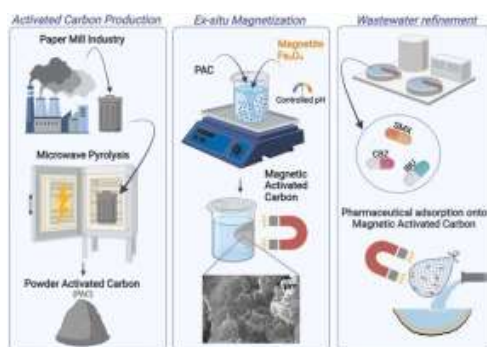 Activated Carbon Production
Paper Mill Industry
Microwave Pyrolysis
Powder Activated Carbon
(PAC)
Ex-situ Magnetization
Magnetite
Fe₃O₄
PAC
Controlled pH
Magnetic
Activated
Carbon
Wastewater refinement
SMX
CBZ
IBU
Pharmaceutical adsorption onto
Magnetic Activated Carbon